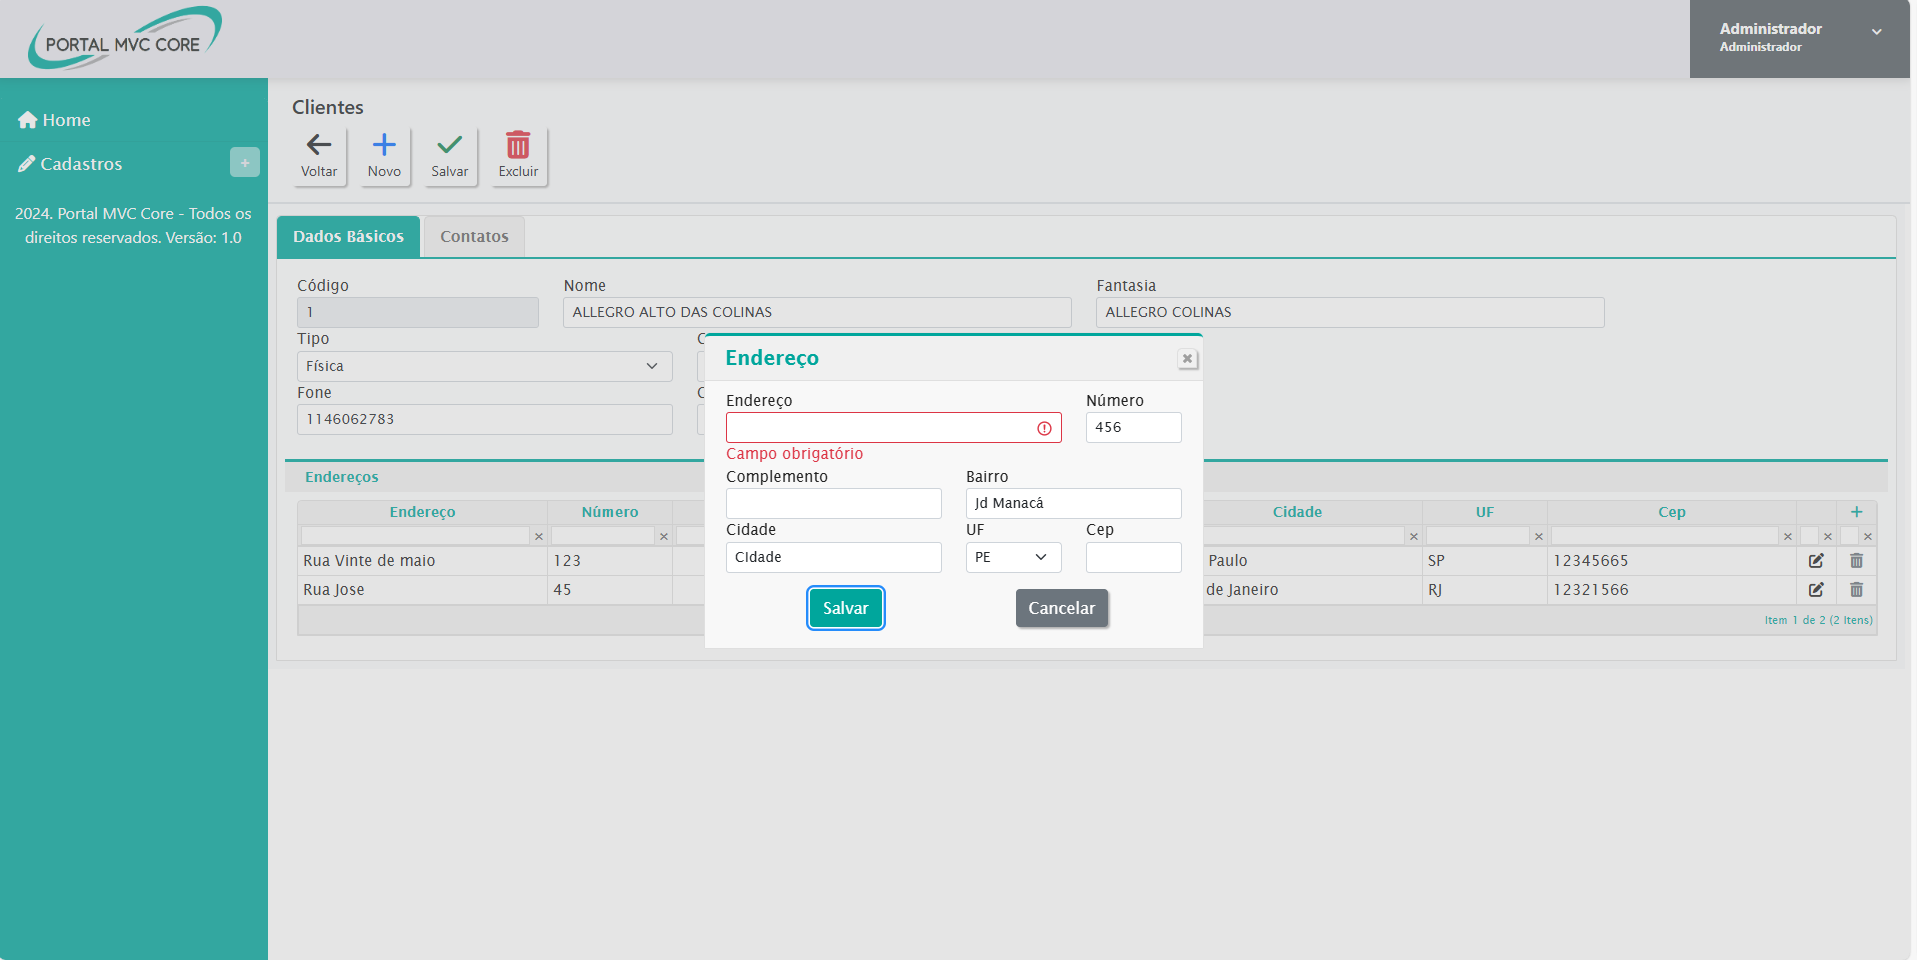 PORTAL MVC CORE
Administrador
Administrador
Home
Cadastros
+
2024. Portal MVC Core - Todos os
direitos reservados. Versão: 1.0
Clientes
Voltar Novo Salvar Excluir
Dados Básicos Contatos
Código Nome Fantasia
1 ALLEGRO ALTO DAS COLINAS ALLEGRO COLINAS
Tipo
Física
Fone
1146062783
Endereço
Endereço Número
456
Campo obrigatório
Complemento Bairro
Jd Manacá
Cidade UF Cep
CIdade PE
Salvar Cancelar
Endereços
Endereço Número Cidade UF Cep +
Rua Vinte de maio 123 Paulo SP 12345665
Rua Jose 45 de Janeiro RJ 12321566
Item 1 de 2 (2 Itens)